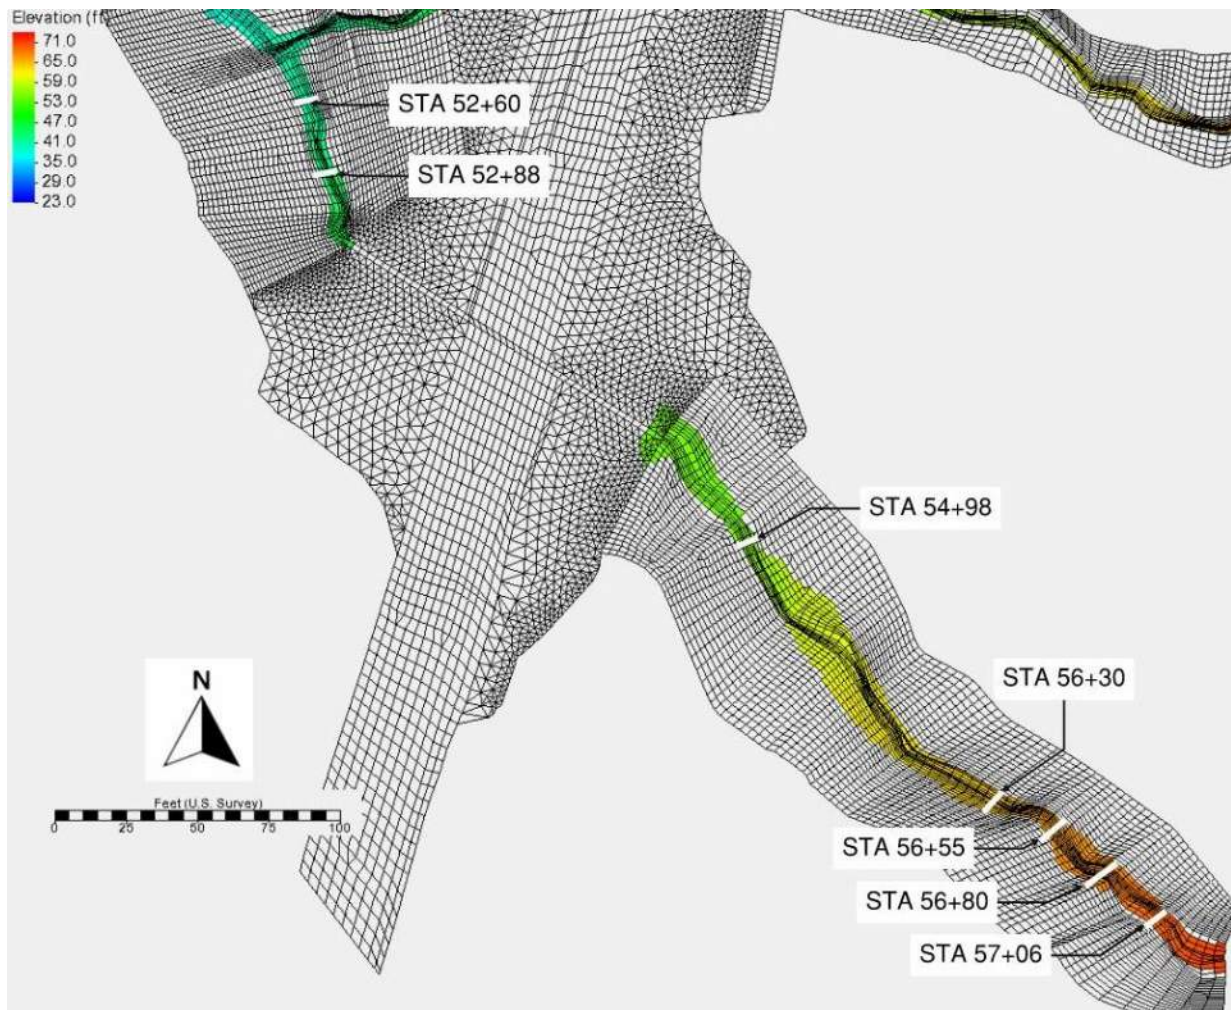 Elevation (ft)
71.0
65.0
59.0
53.0
47.0
41.0
35.0
29.0
23.0
STA 52+60
STA 52+88
STA 54+98
STA 56+30
STA 56+55
STA 56+80
STA 57+06
N
Feet (U.S. Survey)
0 25 50 75 100